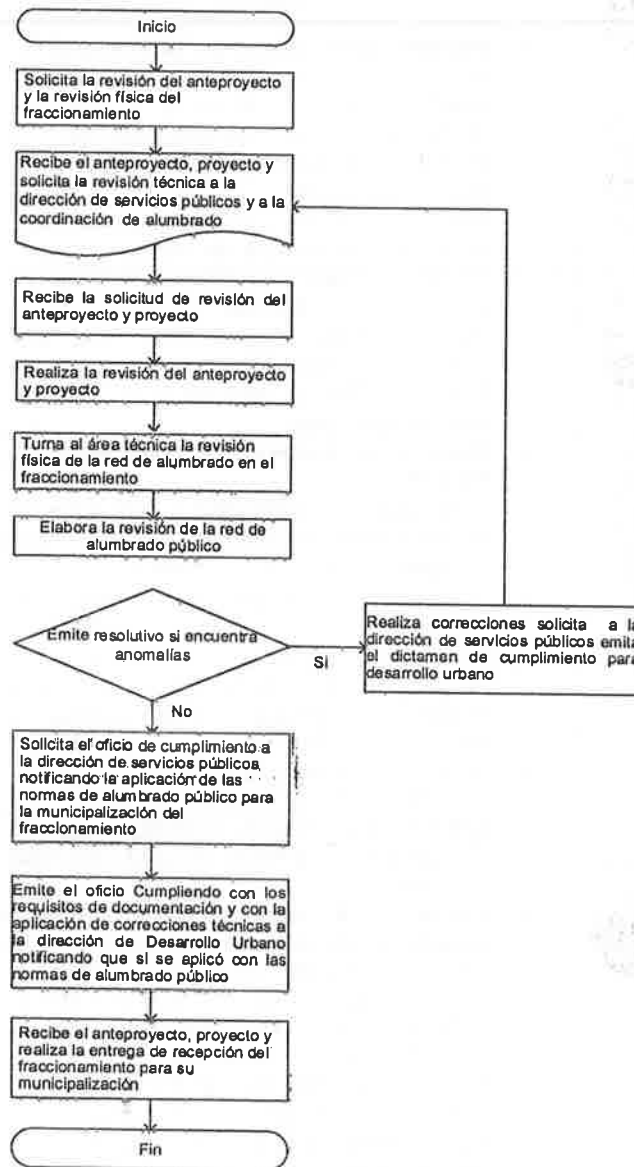 Inicio
Solicita la revisión del anteproyecto
y la revisión física del
fraccionamiento
Recibe el anteproyecto, proyecto y
solicita la revisión técnica a la
dirección de servicios públicos y a la
coordinación de alumbrado
Recibe la solicitud de revisión del
anteproyecto y proyecto
Realiza la revisión del anteproyecto
y proyecto
Turna al área técnica la revisión
física de la red de alumbrado en el
fraccionamiento
Elabora la revisión de la red de
alumbrado público
Emite resolutivo si encuentra
anomalías
Si
Realiza correcciones solicita a la
dirección de servicios públicos emita
el dictamen de cumplimiento para
desarrollo urbano
No
Solicita el oficio de cumplimiento a
la dirección de servicios públicos,
notificando la aplicación de las
normas de alumbrado público para
la municipalización del
fraccionamiento
Emite el oficio Cumpliendo con los
requisitos de documentación y con la
aplicación de correcciones técnicas a
la dirección de Desarrollo Urbano
notificando que si se aplicó con las
normas de alumbrado público
Recibe el anteproyecto, proyecto y
realiza la entrega de recepción del
fraccionamiento para su
municipalización
Fin